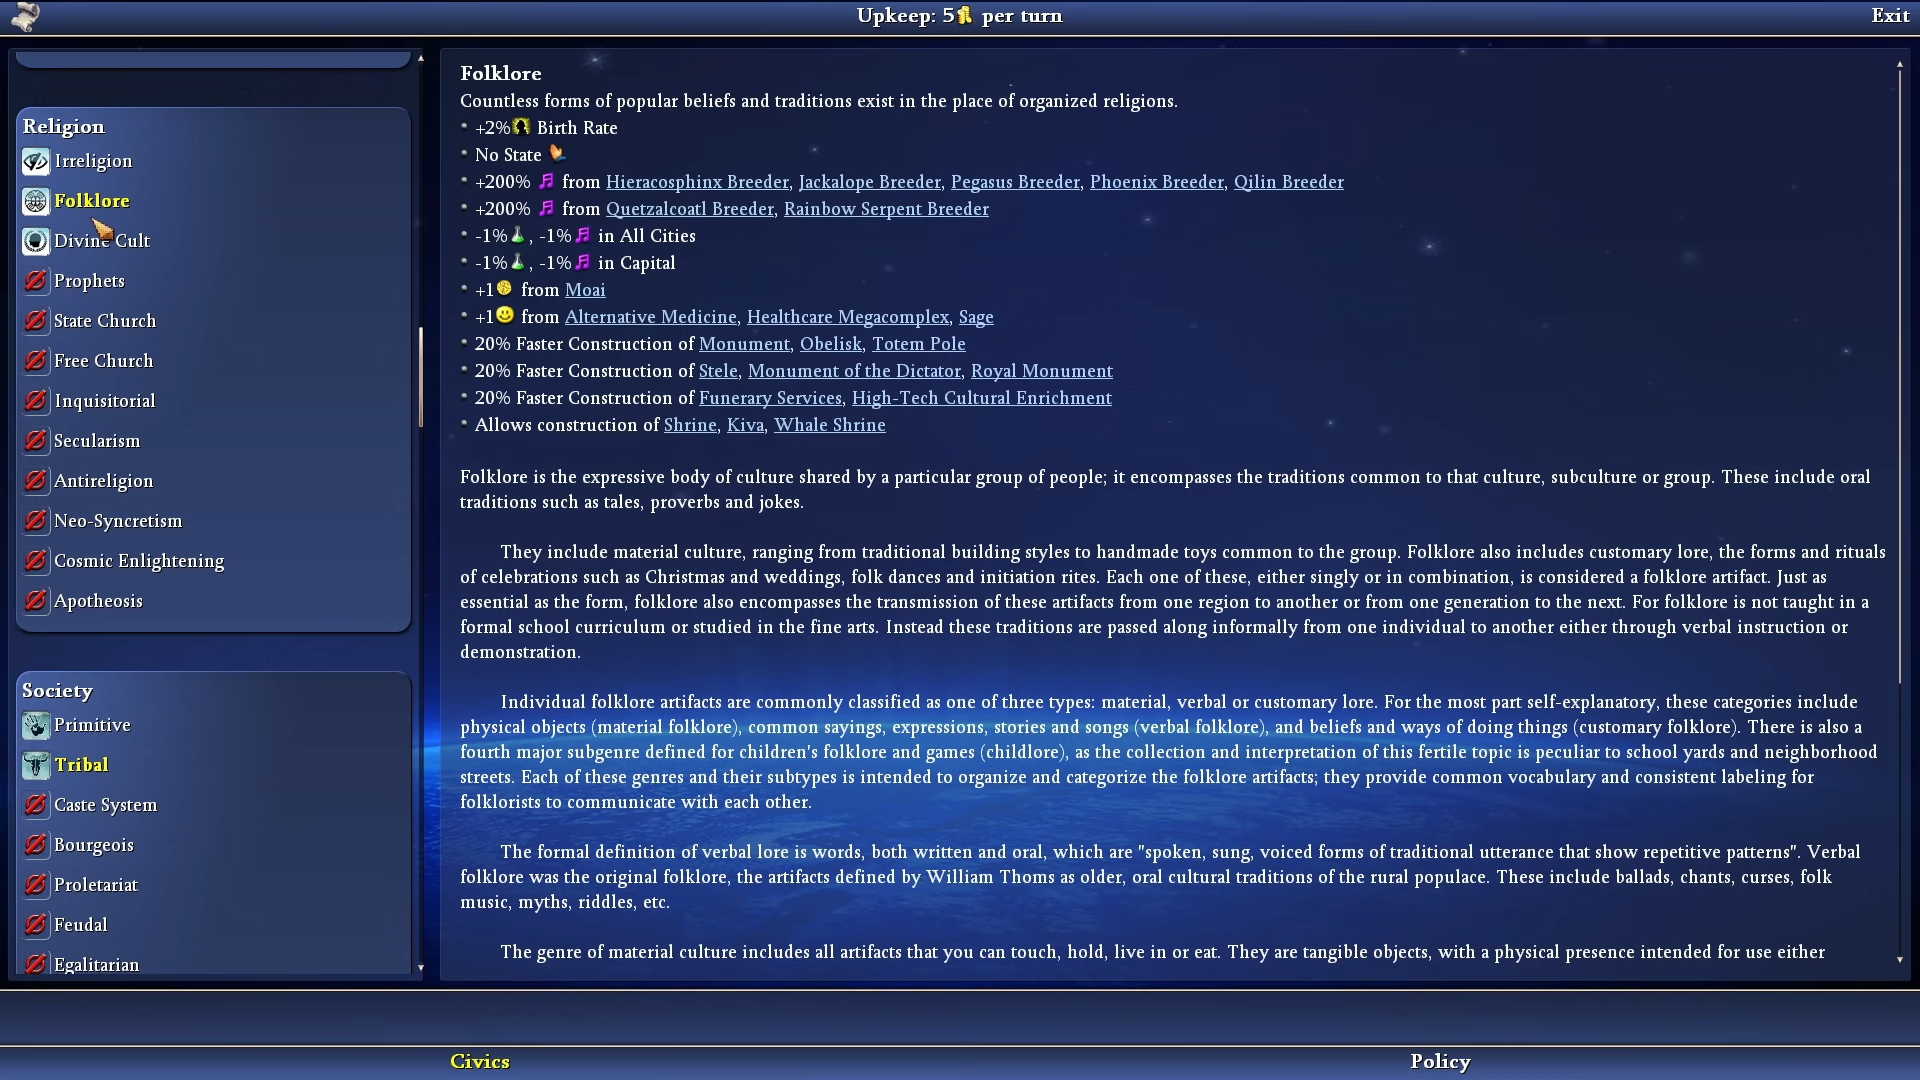 Upkeep: 5 per turn
Exit
Religion
Irreligion
Folklore
Divine Cult
Prophets
State Church
Free Church
Inquisitorial
Secularism
Antireligion
Neo-Syncretism
Cosmic Enlightening
Apotheosis
Society
Primitive
Tribal
Caste System
Bourgeois
Proletariat
Feudal
Egalitarian
Folklore
Countless forms of popular beliefs and traditions exist in the place of organized religions.
+2% Birth Rate
No State
+200% from Hieracosphinx Breeder, Jackalope Breeder, Pegasus Breeder, Phoenix Breeder, Qilin Breeder
+200% from Quetzalcoatl Breeder, Rainbow Serpent Breeder
-1% , -1% in All Cities
-1% , -1% in Capital
+1 from Moai
+1 from Alternative Medicine, Healthcare Megacomplex, Sage
20% Faster Construction of Monument, Obelisk, Totem Pole
20% Faster Construction of Stele, Monument of the Dictator, Royal Monument
20% Faster Construction of Funerary Services, High-Tech Cultural Enrichment
Allows construction of Shrine, Kiva, Whale Shrine
Folklore is the expressive body of culture shared by a particular group of people; it encompasses the traditions common to that culture, subculture or group. These include oral
traditions such as tales, proverbs and jokes.
They include material culture, ranging from traditional building styles to handmade toys common to the group. Folklore also includes customary lore, the forms and rituals
of celebrations such as Christmas and weddings, folk dances and initiation rites. Each one of these, either singly or in combination, is considered a folklore artifact. Just as
essential as the form, folklore also encompasses the transmission of these artifacts from one region to another or from one generation to the next. For folklore is not taught in a
formal school curriculum or studied in the fine arts. Instead these traditions are passed along informally from one individual to another either through verbal instruction or
demonstration.
Individual folklore artifacts are commonly classified as one of three types: material, verbal or customary lore. For the most part self-explanatory, these categories include
physical objects (material folklore), common sayings, expressions, stories and songs (verbal folklore), and beliefs and ways of doing things (customary folklore). There is also a
fourth major subgenre defined for children's folklore and games (childlore), as the collection and interpretation of this fertile topic is peculiar to school yards and neighborhood
streets. Each of these genres and their subtypes is intended to organize and categorize the folklore artifacts; they provide common vocabulary and consistent labeling for
folklorists to communicate with each other.
The formal definition of verbal lore is words, both written and oral, which are "spoken, sung, voiced forms of traditional utterance that show repetitive patterns". Verbal
folklore was the original folklore, the artifacts defined by William Thoms as older, oral cultural traditions of the rural populace. These include ballads, chants, curses, folk
music, myths, riddles, etc.
The genre of material culture includes all artifacts that you can touch, hold, live in or eat. They are tangible objects, with a physical presence intended for use either
Civics
Policy